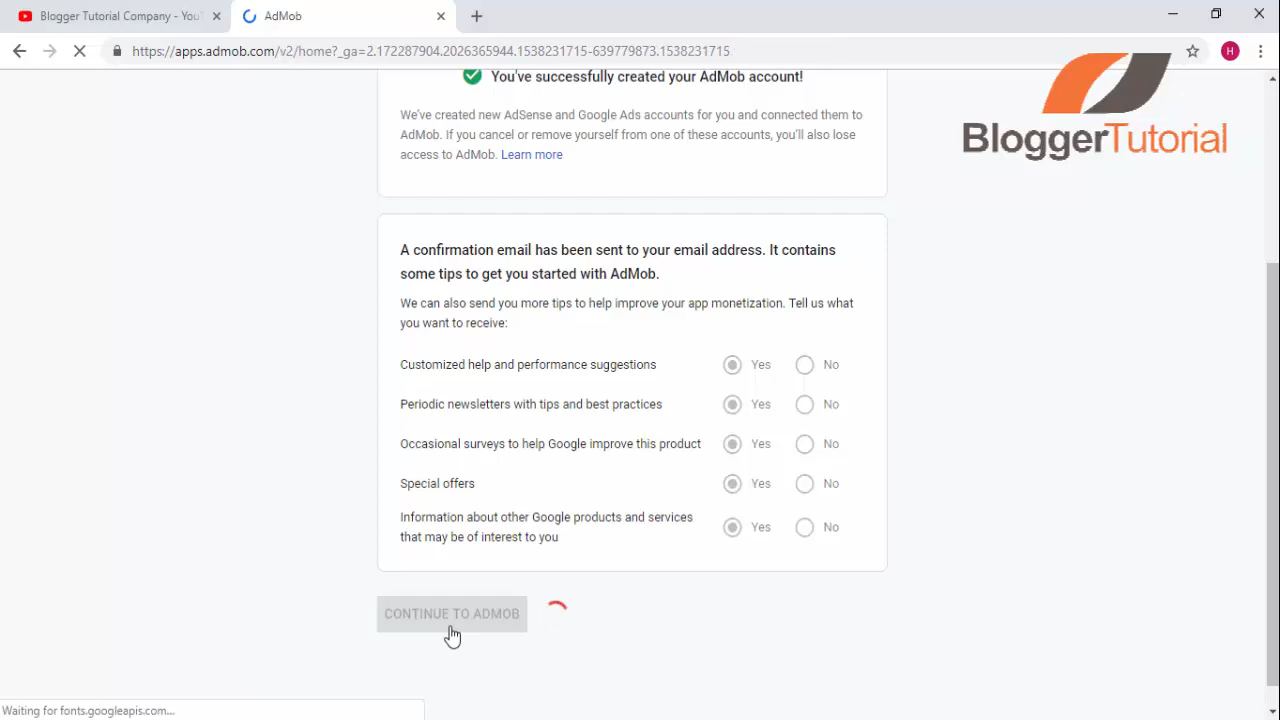 Blogger Tutorial Company - YouT
AdMob
https://apps.admob.com/v2/home?_ga=2.172287904.2026365944.1538231715-639779873.1538231715
H
BloggerTutorial
You've successfully created your AdMob account!
We've created new AdSense and Google Ads accounts for you and connected them to
AdMob. If you cancel or remove yourself from one of these accounts, you'll also lose
access to AdMob. Learn more
A confirmation email has been sent to your email address. It contains
some tips to get you started with AdMob.
We can also send you more tips to help improve your app monetization. Tell us what
you want to receive:
Customized help and performance suggestions Yes No
Periodic newsletters with tips and best practices Yes No
Occasional surveys to help Google improve this product Yes No
Special offers Yes No
Information about other Google products and services
that may be of interest to you Yes No
CONTINUE TO ADMOB
Waiting for fonts.googleapis.com...